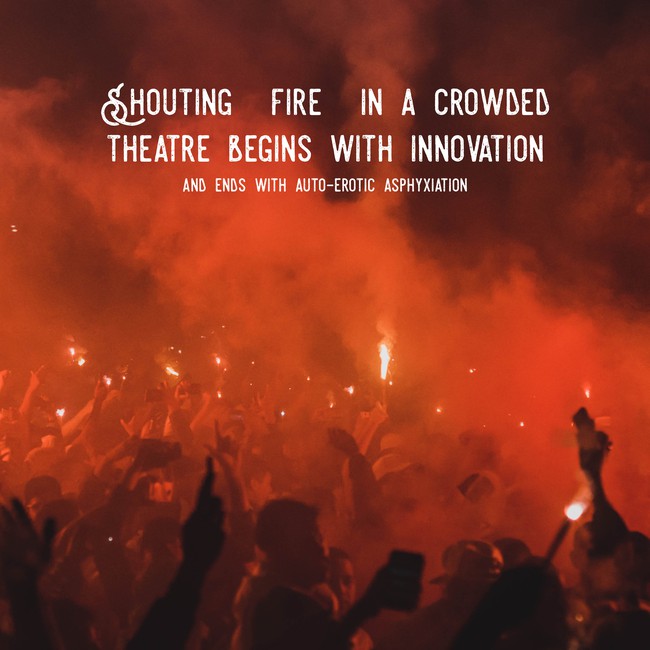 Shouting fire in a crowded
theatre begins with innovation
and ends with auto-erotic asphyxiation